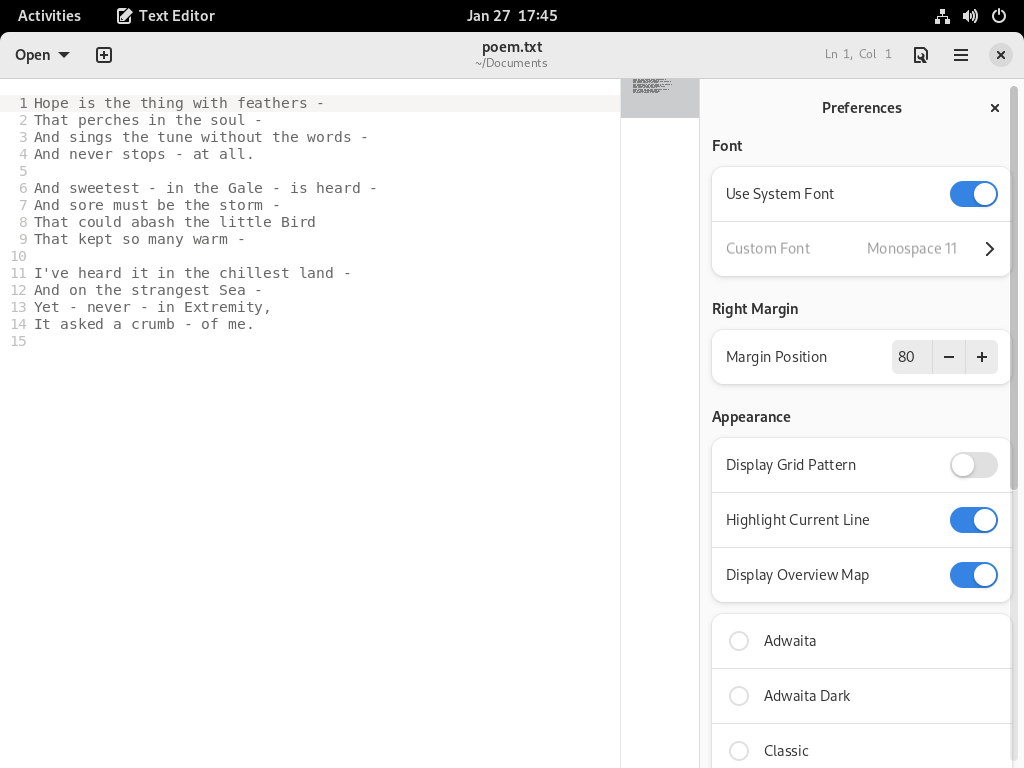 Activities
Text Editor
Jan 27 17:45
Open
poem.txt
~/Documents
Ln 1, Col 1
1 Hope is the thing with feathers -
2 That perches in the soul -
3 And sings the tune without the words -
4 And never stops - at all.
5
6 And sweetest - in the Gale - is heard -
7 And sore must be the storm -
8 That could abash the little Bird
9 That kept so many warm -
10
11 I've heard it in the chillest land -
12 And on the strangest Sea -
13 Yet - never - in Extremity,
14 It asked a crumb - of me.
15
Preferences
Font
Use System Font
Custom Font Monospace 11
Right Margin
Margin Position 80
Appearance
Display Grid Pattern
Highlight Current Line
Display Overview Map
Adwaita
Adwaita Dark
Classic